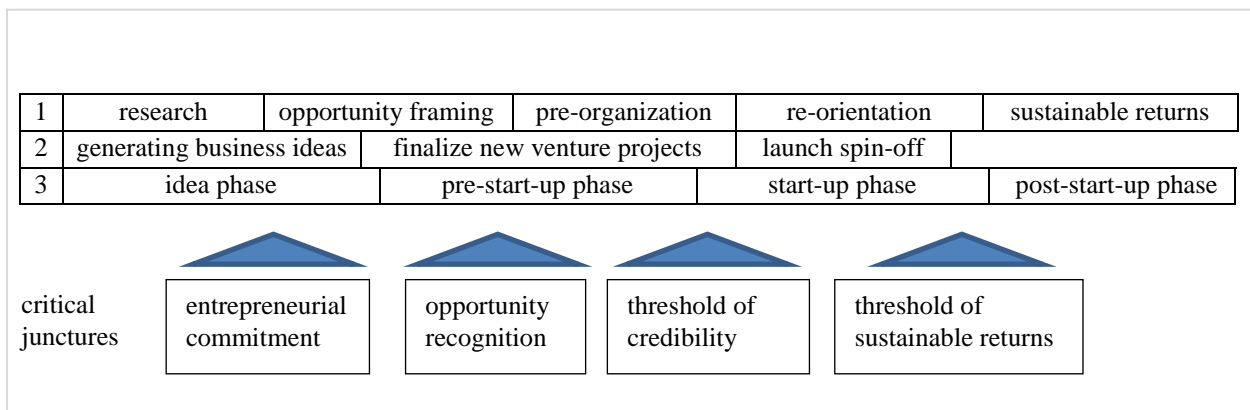 1 research opportunity framing pre-organization re-orientation sustainable returns
2 generating business ideas finalize new venture projects launch spin-off
3 idea phase pre-start-up phase start-up phase post-start-up phase
critical junctures
entrepreneurial commitment
opportunity recognition
threshold of credibility
threshold of sustainable returns